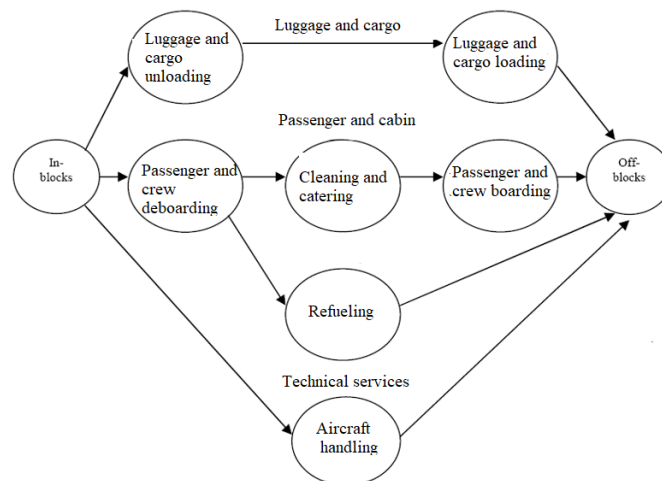 Luggage and cargo
Luggage and
cargo
unloading
Luggage and
cargo loading
Passenger and cabin
In-
blocks
Passenger and
crew
deboarding
Cleaning and
catering
Passenger and
crew boarding
Off-
blocks
Refueling
Technical services
Aircraft
handling